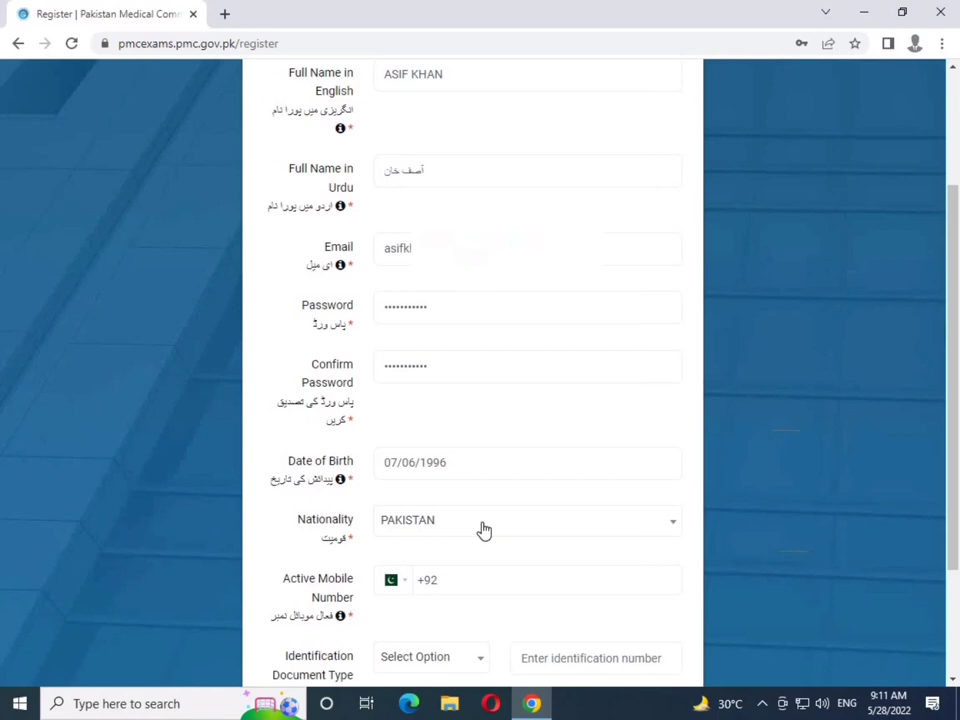 Register | Pakistan Medical Com
pmcexams.pmc.gov.pk/register
Full Name in
English
انگریزی میں پورا نام
*
ASIF KHAN
Full Name in
Urdu
اردو میں پورا نام *
آصف خان
Email
ای میل *
asifkl
Password
پاس ورڈ *
•••••••••••
Confirm
Password
پاس ورڈ کی تصدیق
کریں *
•••••••••••
Date of Birth
پیدائش کی تاریخ *
07/06/1996
Nationality
قومیت *
PAKISTAN
Active Mobile
Number
فعال موبائل نمبر *
+92
Identification
Document Type
Select Option
Enter identification number
Type here to search
30°C
ENG
9:11 AM
5/28/2022